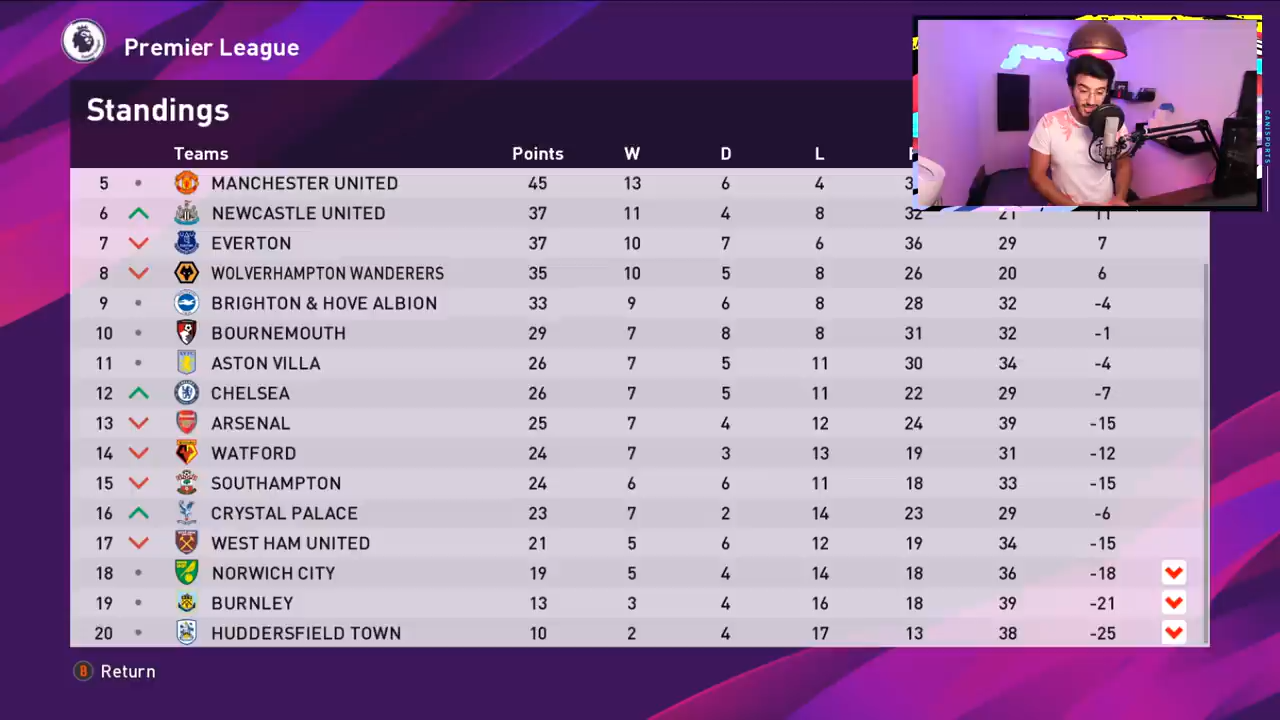 Premier League
Standings
Teams Points W D L
5 MANCHESTER UNITED 45 13 6 4
6 NEWCASTLE UNITED 37 11 4 8 32 21 11
7 EVERTON 37 10 7 6 36 29 7
8 WOLVERHAMPTON WANDERERS 35 10 5 8 26 20 6
9 BRIGHTON & HOVE ALBION 33 9 6 8 28 32 -4
10 BOURNEMOUTH 29 7 8 8 31 32 -1
11 ASTON VILLA 26 7 5 11 30 34 -4
12 CHELSEA 26 7 5 11 22 29 -7
13 ARSENAL 25 7 4 12 24 39 -15
14 WATFORD 24 7 3 13 19 31 -12
15 SOUTHAMPTON 24 6 6 11 18 33 -15
16 CRYSTAL PALACE 23 7 2 14 23 29 -6
17 WEST HAM UNITED 21 5 6 12 19 34 -15
18 NORWICH CITY 19 5 4 14 18 36 -18
19 BURNLEY 13 3 4 16 18 39 -21
20 HUDDERSFIELD TOWN 10 2 4 17 13 38 -25
B Return
CANISPORTS